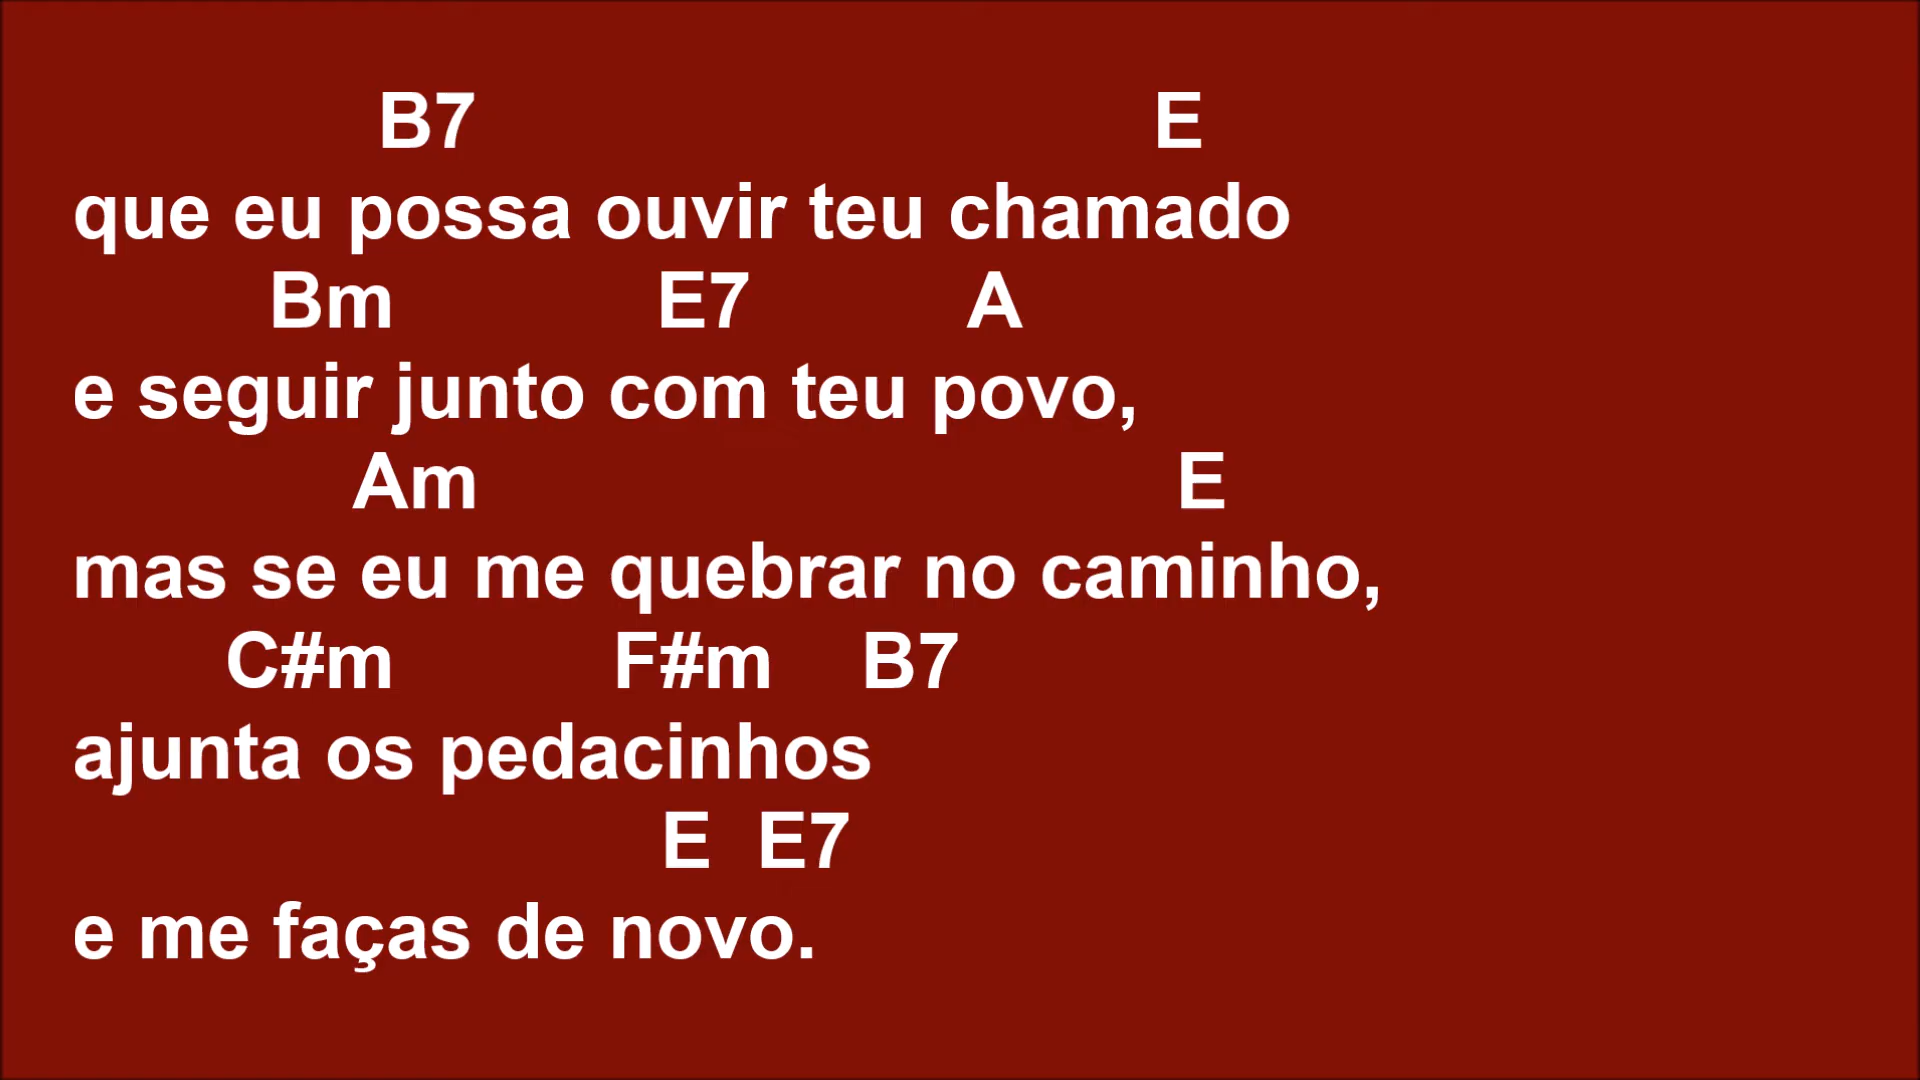 B7 E
que eu possa ouvir teu chamado
Bm E7 A
e seguir junto com teu povo,
Am E
mas se eu me quebrar no caminho,
C#m F#m B7
ajunta os pedacinhos
E E7
e me faças de novo.